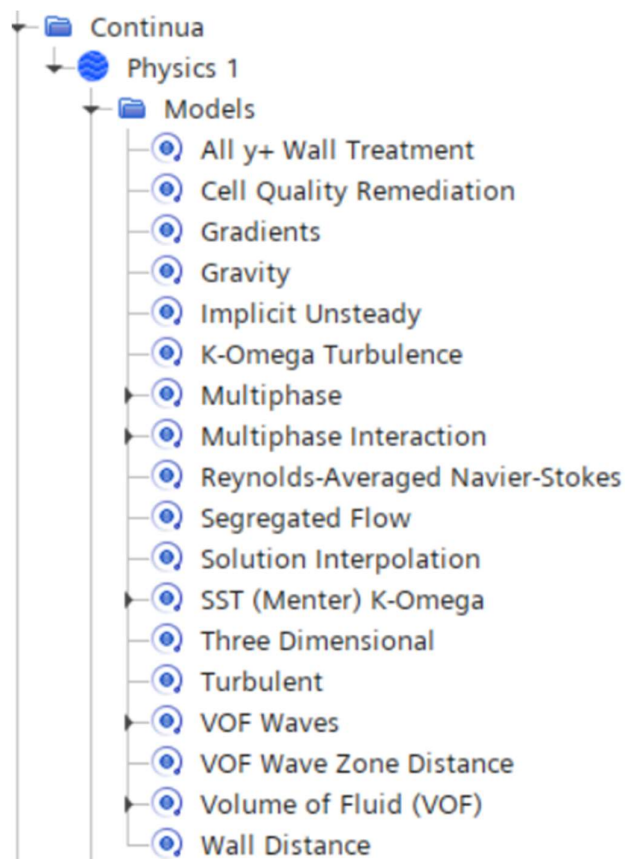 Continua
Physics 1
Models
All y+ Wall Treatment
Cell Quality Remediation
Gradients
Gravity
Implicit Unsteady
K-Omega Turbulence
Multiphase
Multiphase Interaction
Reynolds-Averaged Navier-Stokes
Segregated Flow
Solution Interpolation
SST (Menter) K-Omega
Three Dimensional
Turbulent
VOF Waves
VOF Wave Zone Distance
Volume of Fluid (VOF)
Wall Distance